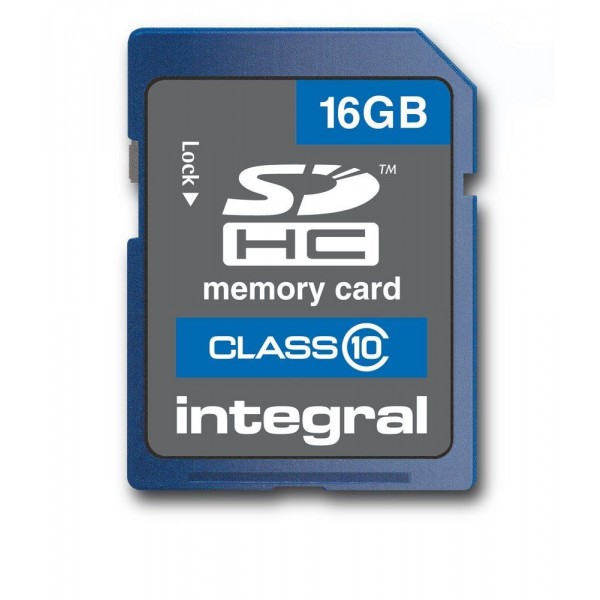 16GB
Lock
SD™
HC
memory card
CLASS 10
integral